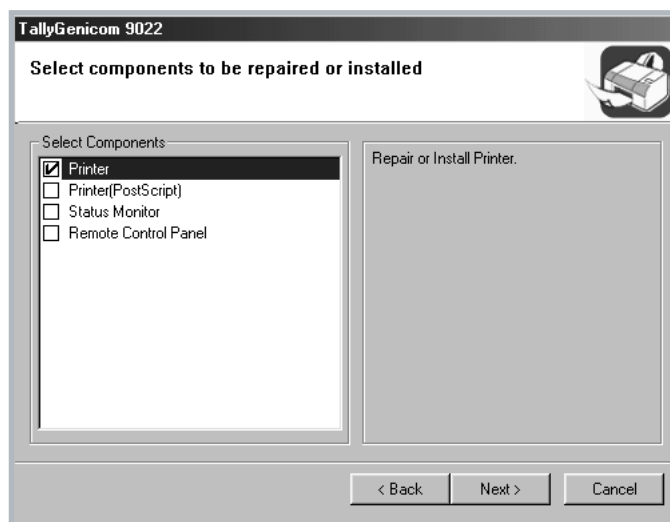 TallyGenicom 9022
Select components to be repaired or installed
Select Components
Printer
Printer(PostScript)
Status Monitor
Remote Control Panel
Repair or Install Printer.
< Back
Next >
Cancel